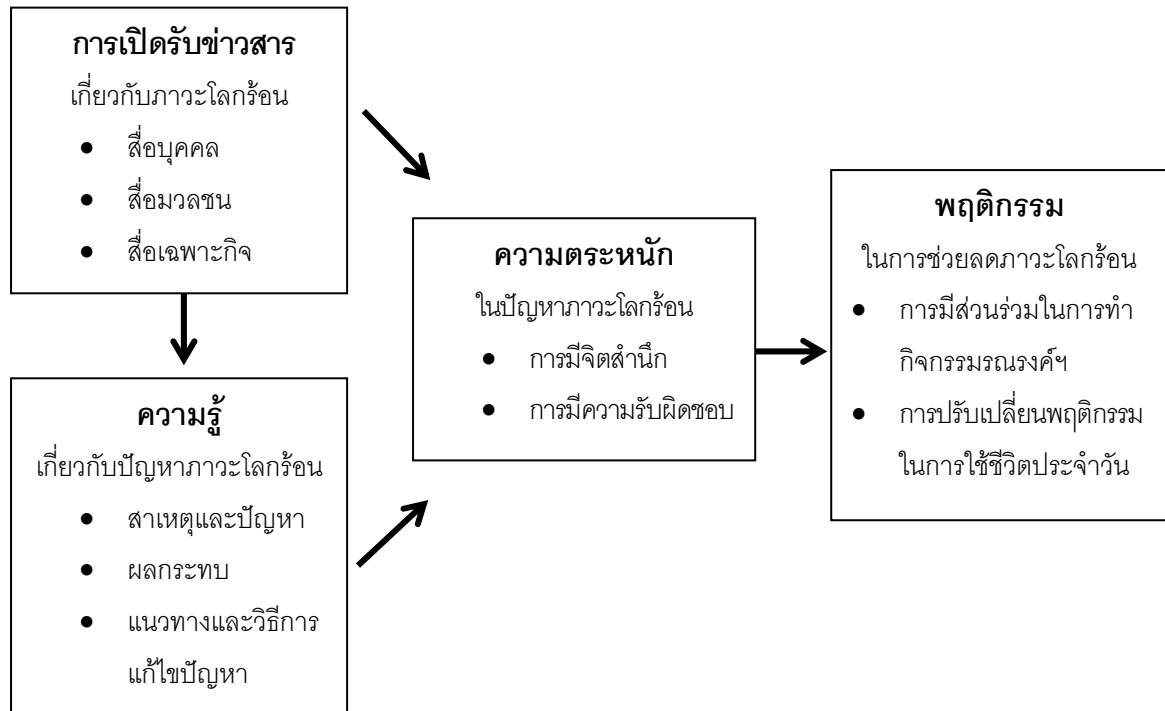 การเปิดรับข่าวสาร
เกี่ยวกับภาวะโลกร้อน
● สื่อบุคคล
● สื่อมวลชน
● สื่อเฉพาะกิจ
ความรู้
เกี่ยวกับปัญหาภาวะโลกร้อน
● สาเหตุและปัญหา
● ผลกระทบ
● แนวทางและวิธีการ
แก้ไขปัญหา
ความตระหนัก
ในปัญหาภาวะโลกร้อน
● การมีจิตสำนึก
● การมีความรับผิดชอบ
พฤติกรรม
ในการช่วยลดภาวะโลกร้อน
● การมีส่วนร่วมในการทำ
กิจกรรมรณรงค์ฯ
● การปรับเปลี่ยนพฤติกรรม
ในการใช้ชีวิตประจำวัน